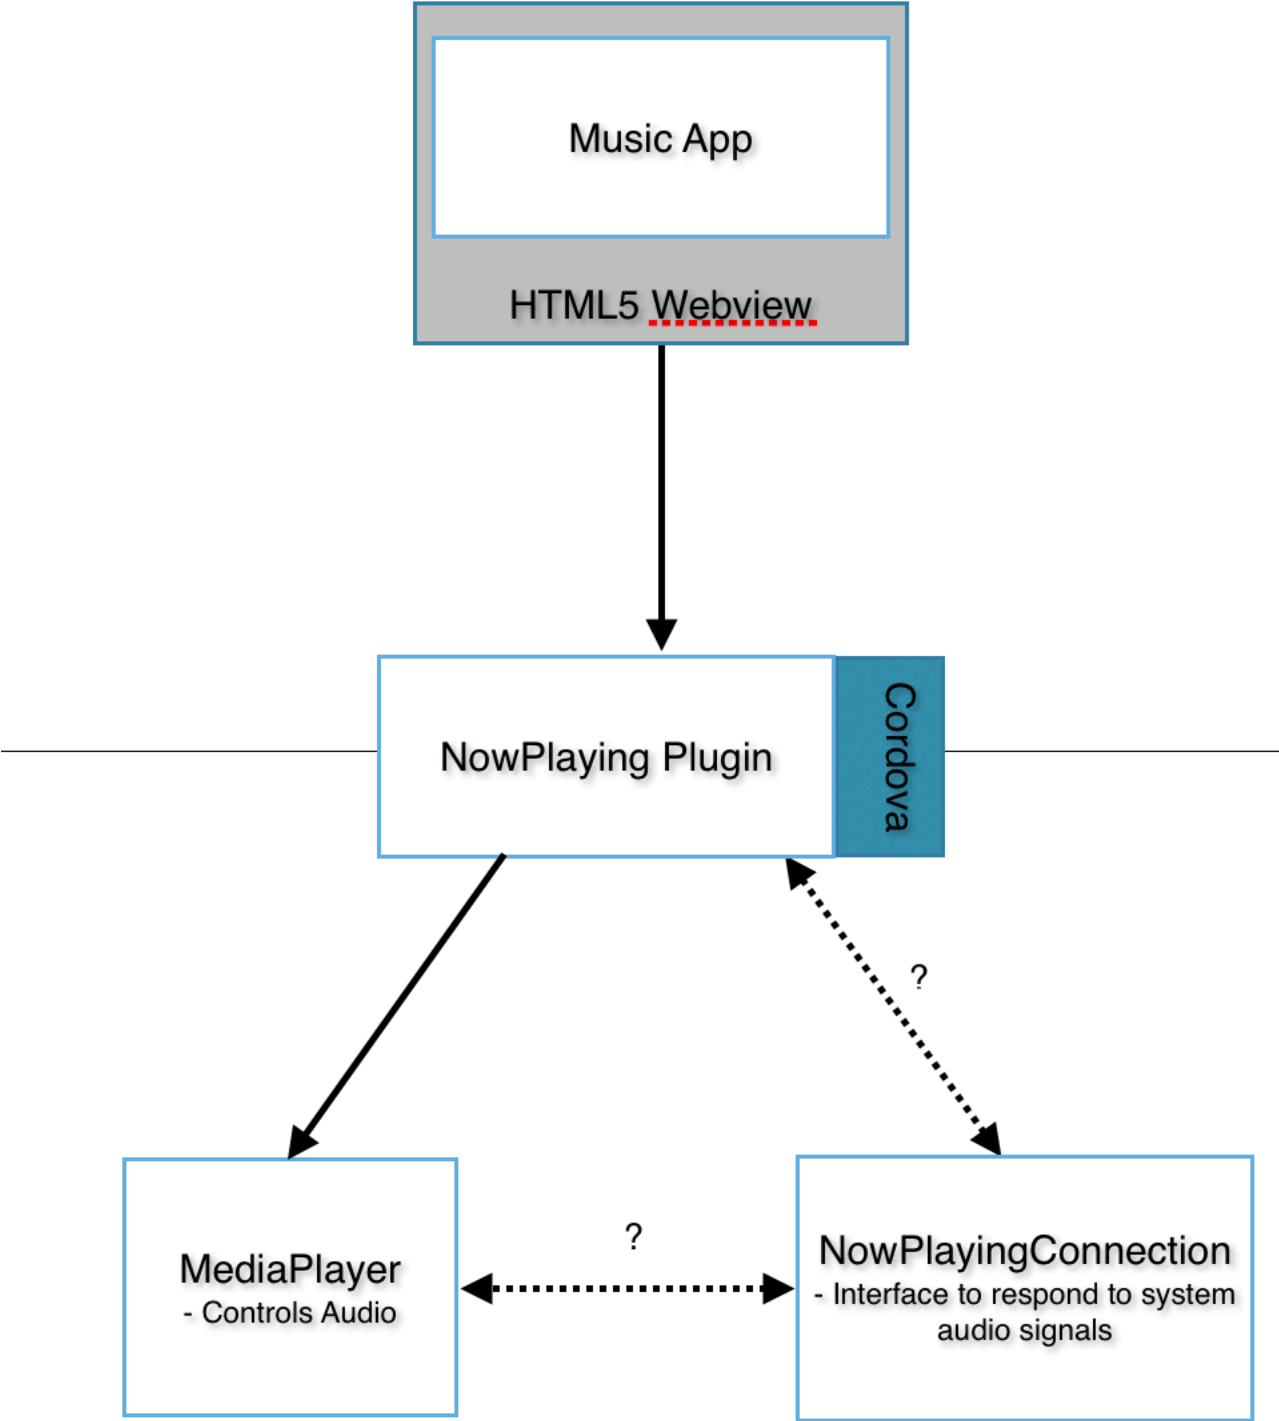 Music App
HTML5 Webview
NowPlaying Plugin
Cordova
?
?
MediaPlayer
- Controls Audio
NowPlayingConnection
- Interface to respond to system
audio signals